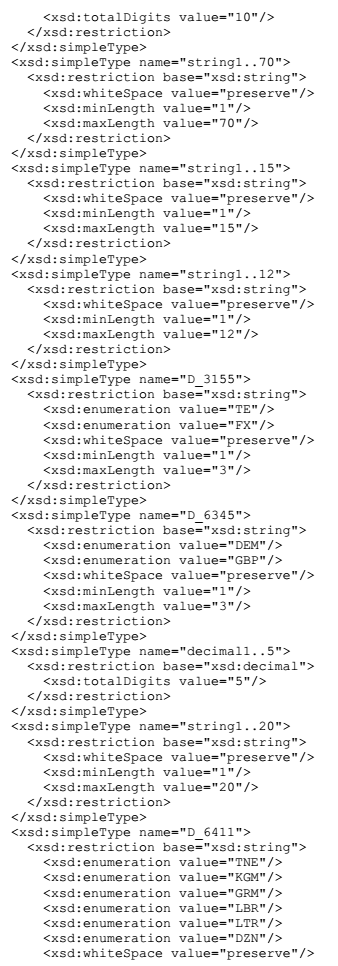 <xsd:totalDigits value="10"/>
  </xsd:restriction>
</xsd:simpleType>
<xsd:simpleType name="string1..70">
  <xsd:restriction base="xsd:string">
    <xsd:whiteSpace value="preserve"/>
    <xsd:minLength value="1"/>
    <xsd:maxLength value="70"/>
  </xsd:restriction>
</xsd:simpleType>
<xsd:simpleType name="string1..15">
  <xsd:restriction base="xsd:string">
    <xsd:whiteSpace value="preserve"/>
    <xsd:minLength value="1"/>
    <xsd:maxLength value="15"/>
  </xsd:restriction>
</xsd:simpleType>
<xsd:simpleType name="string1..12">
  <xsd:restriction base="xsd:string">
    <xsd:whiteSpace value="preserve"/>
    <xsd:minLength value="1"/>
    <xsd:maxLength value="12"/>
  </xsd:restriction>
</xsd:simpleType>
<xsd:simpleType name="D_3155">
  <xsd:restriction base="xsd:string">
    <xsd:enumeration value="TE"/>
    <xsd:enumeration value="FX"/>
    <xsd:whiteSpace value="preserve"/>
    <xsd:minLength value="1"/>
    <xsd:maxLength value="3"/>
  </xsd:restriction>
</xsd:simpleType>
<xsd:simpleType name="D_6345">
  <xsd:restriction base="xsd:string">
    <xsd:enumeration value="DEM"/>
    <xsd:enumeration value="GBP"/>
    <xsd:whiteSpace value="preserve"/>
    <xsd:minLength value="1"/>
    <xsd:maxLength value="3"/>
  </xsd:restriction>
</xsd:simpleType>
<xsd:simpleType name="decimal1..5">
  <xsd:restriction base="xsd:decimal">
    <xsd:totalDigits value="5"/>
  </xsd:restriction>
</xsd:simpleType>
<xsd:simpleType name="string1..20">
  <xsd:restriction base="xsd:string">
    <xsd:whiteSpace value="preserve"/>
    <xsd:minLength value="1"/>
    <xsd:maxLength value="20"/>
  </xsd:restriction>
</xsd:simpleType>
<xsd:simpleType name="D_6411">
  <xsd:restriction base="xsd:string">
    <xsd:enumeration value="TNE"/>
    <xsd:enumeration value="KGM"/>
    <xsd:enumeration value="GRM"/>
    <xsd:enumeration value="LBR"/>
    <xsd:enumeration value="LTR"/>
    <xsd:enumeration value="DZN"/>
    <xsd:whiteSpace value="preserve"/>